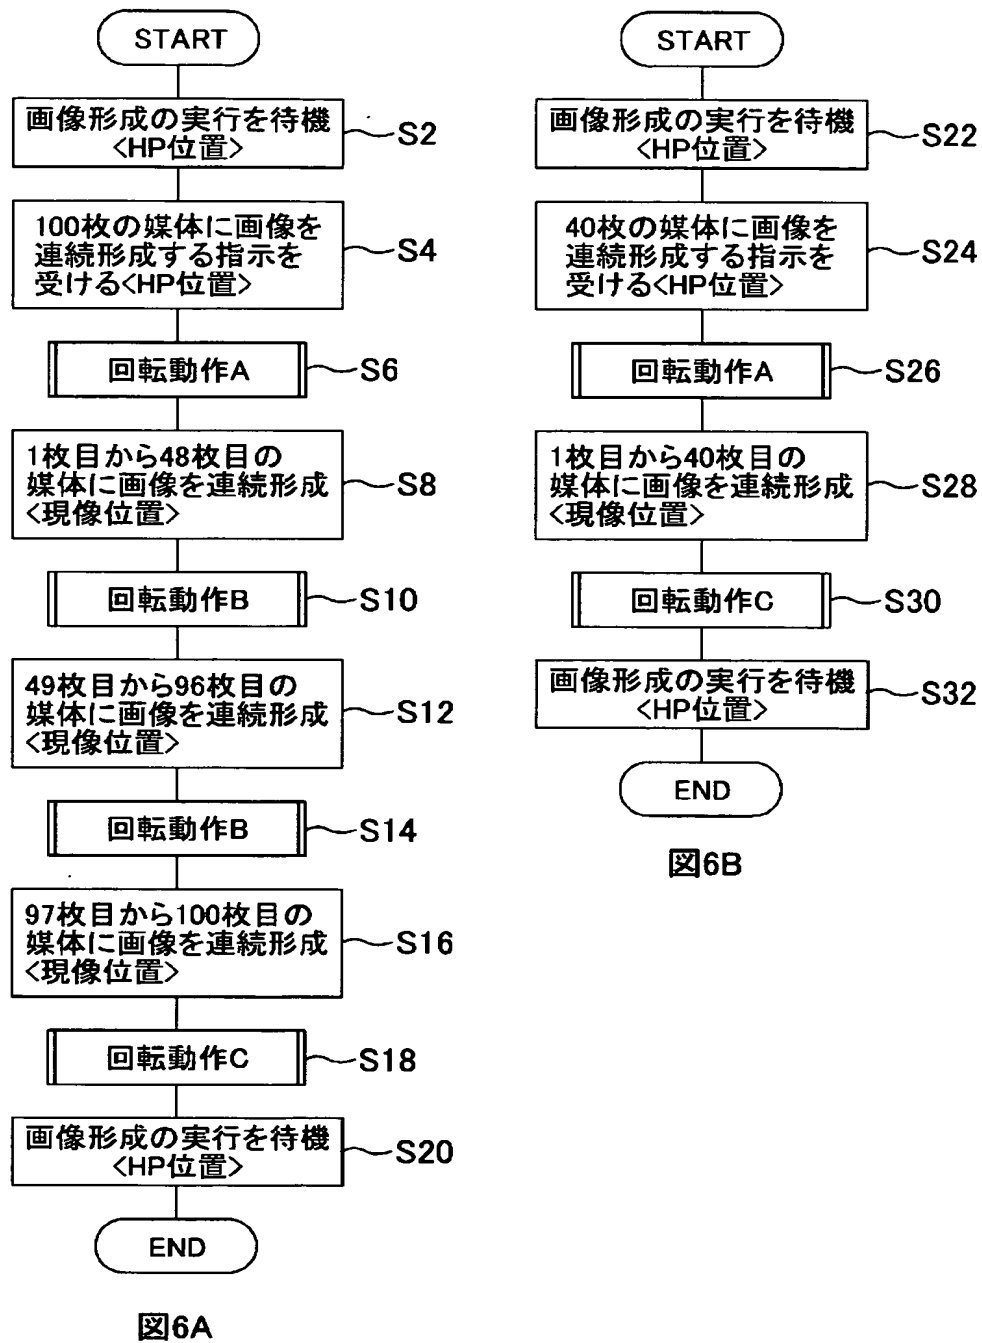 START
画像形成の実行を待機
<HP位置>
S2
100枚の媒体に画像を
連続形成する指示を
受ける<HP位置>
S4
回転動作A
S6
1枚目から48枚目の
媒体に画像を連続形成
<現像位置>
S8
回転動作B
S10
49枚目から96枚目の
媒体に画像を連続形成
<現像位置>
S12
回転動作B
S14
97枚目から100枚目の
媒体に画像を連続形成
<現像位置>
S16
回転動作C
S18
画像形成の実行を待機
<HP位置>
S20
END
図6A
START
画像形成の実行を待機
<HP位置>
S22
40枚の媒体に画像を
連続形成する指示を
受ける<HP位置>
S24
回転動作A
S26
1枚目から40枚目の
媒体に画像を連続形成
<現像位置>
S28
回転動作C
S30
画像形成の実行を待機
<HP位置>
S32
END
図6B